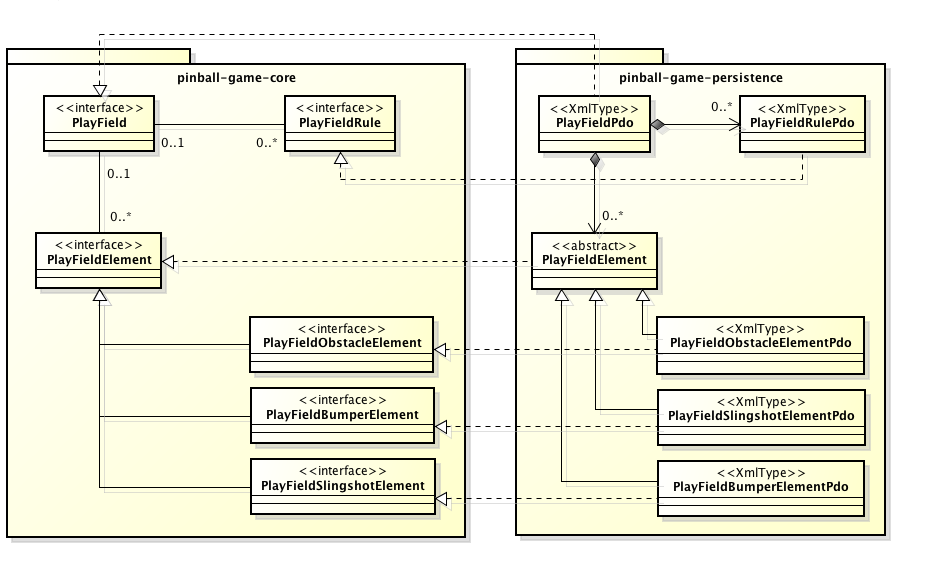 pinball-game-core
<<interface>>
PlayField
0..1
0..*
<<interface>>
PlayFieldRule
0..1
0..*
<<interface>>
PlayFieldElement
<<interface>>
PlayFieldObstacleElement
<<interface>>
PlayFieldBumperElement
<<interface>>
PlayFieldSlingshotElement
pinball-game-persistence
<<XmlType>>
PlayFieldPdo
0..*
<<XmlType>>
PlayFieldRulePdo
0..*
<<abstract>>
PlayFieldElement
<<XmlType>>
PlayFieldObstacleElementPdo
<<XmlType>>
PlayFieldSlingshotElementPdo
<<XmlType>>
PlayFieldBumperElementPdo